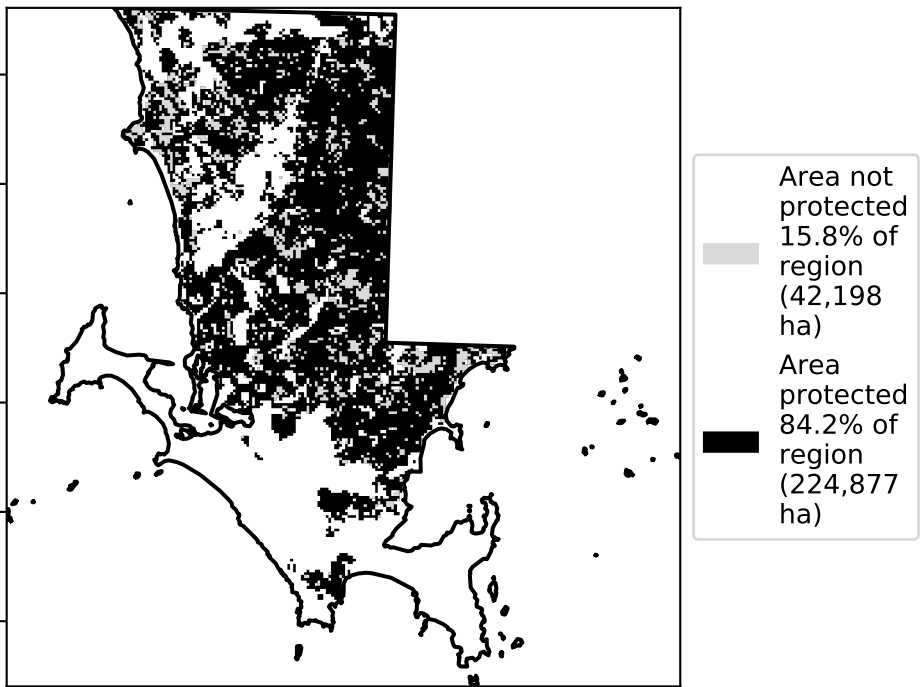 Area not
protected
15.8% of
region
(42,198
ha)
Area
protected
84.2% of
region
(224,877
ha)